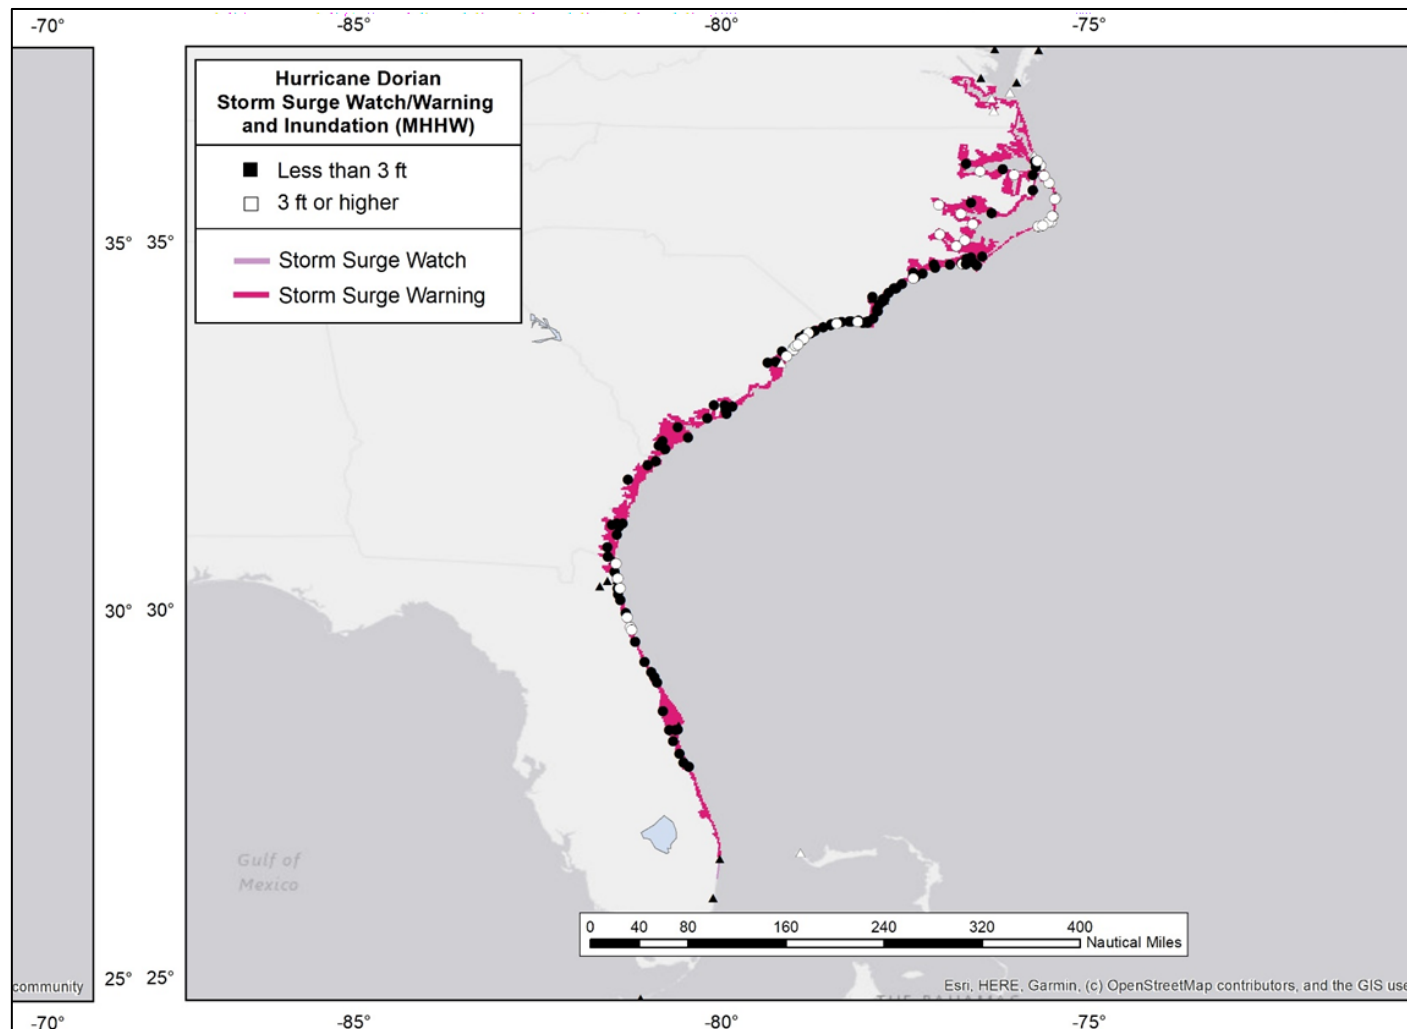 -70°
-85°
-80°
-75°
Hurricane Dorian
Storm Surge Watch/Warning
and Inundation (MHHW)
Less than 3 ft
3 ft or higher
Storm Surge Watch
Storm Surge Warning
35°
35°
30°
30°
Gulf of
Mexico
0
40
80
160
240
320
400
Nautical Miles
25°
25°
community
Esri, HERE, Garmin, (c) OpenStreetMap contributors, and the GIS use
THE BAHAMAS
-70°
-85°
-80°
-75°